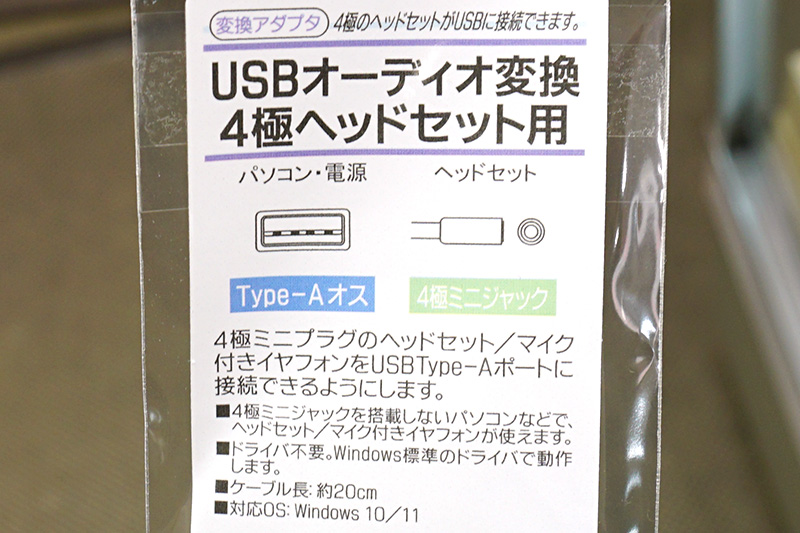 変換アダプタ 4極のヘッドセットがUSBに接続できます。
USBオーディオ変換
4極ヘッドセット用
パソコン・電源 ヘッドセット
Type-Aオス 4極ミニジャック
4極ミニプラグのヘッドセット/マイク
付きイヤフォンをUSBType-Aポートに
接続できるようにします。
■4極ミニジャックを搭載しないパソコンなどで、
ヘッドセット/マイク付きイヤフォンが使えます。
■ドライバ不要。Windows標準のドライバで動作
します。
■ケーブル長:約20cm
■対応OS:Windows 10/11